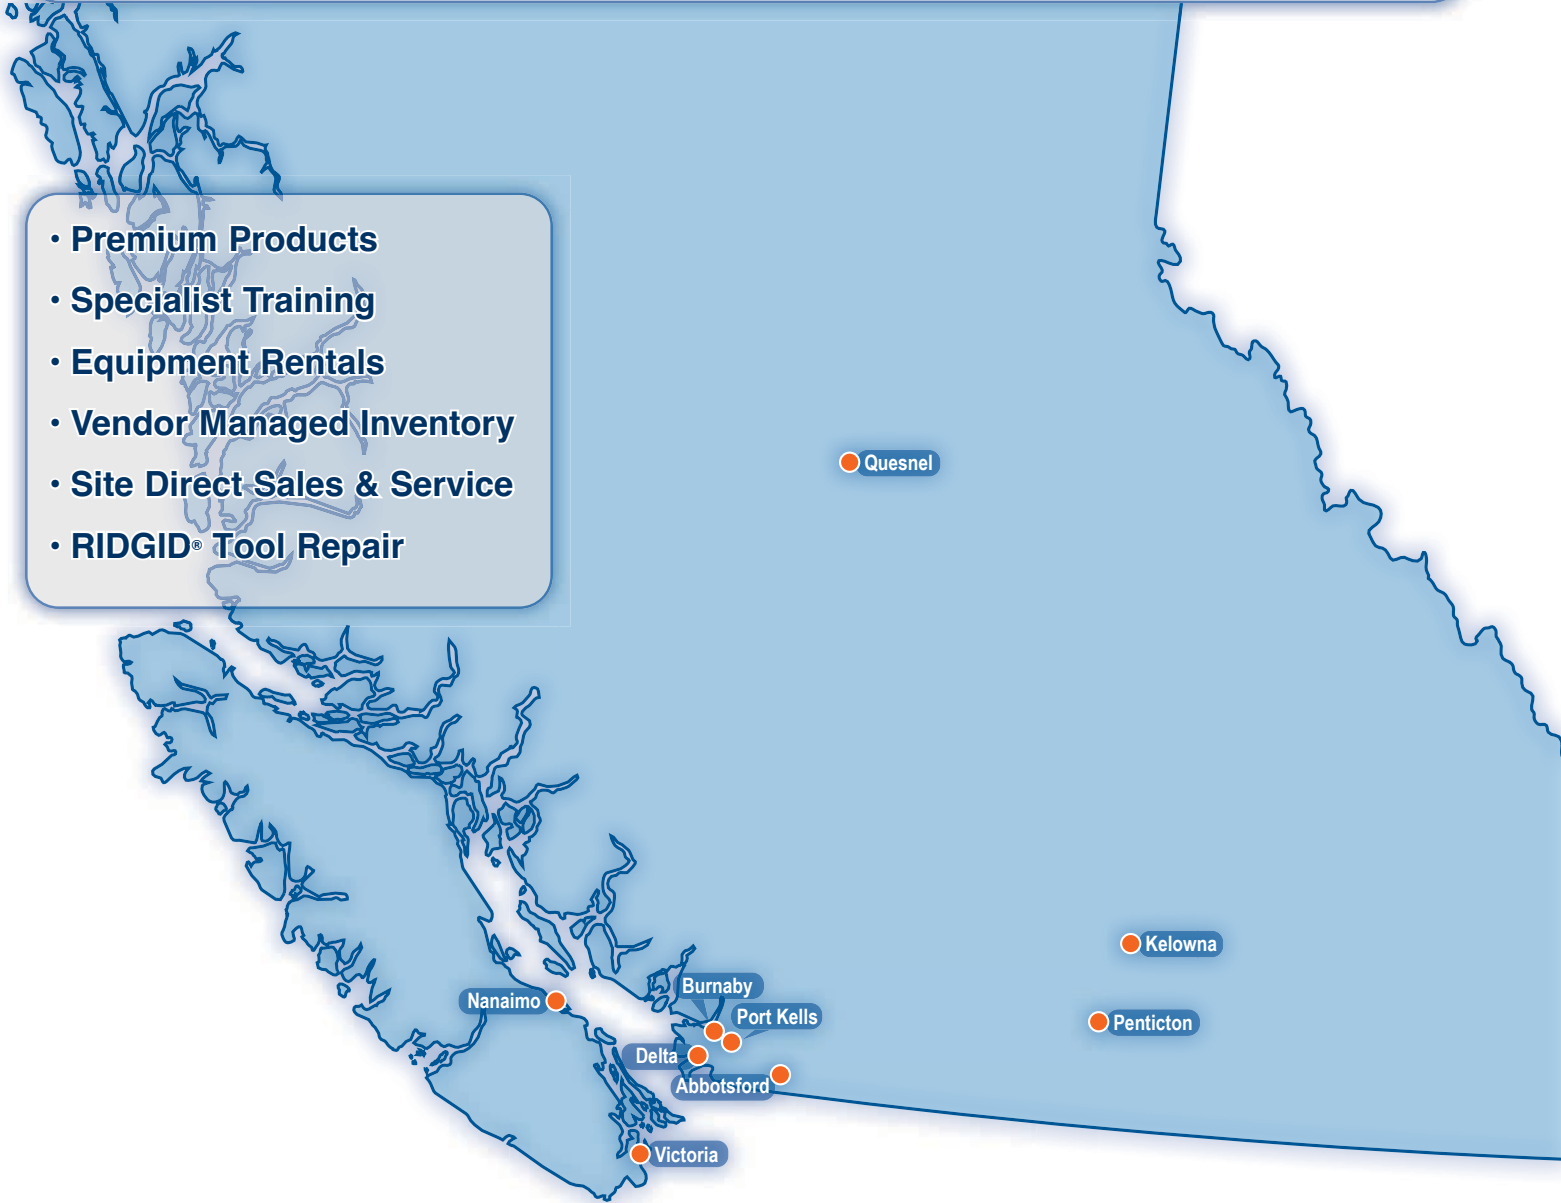 • Premium Products
• Specialist Training
• Equipment Rentals
• Vendor Managed Inventory
• Site Direct Sales & Service
• RIDGID® Tool Repair
Quesnel
Kelowna
Burnaby
Nanaimo
Port Kells
Penticton
Delta
Abbotsford
Victoria